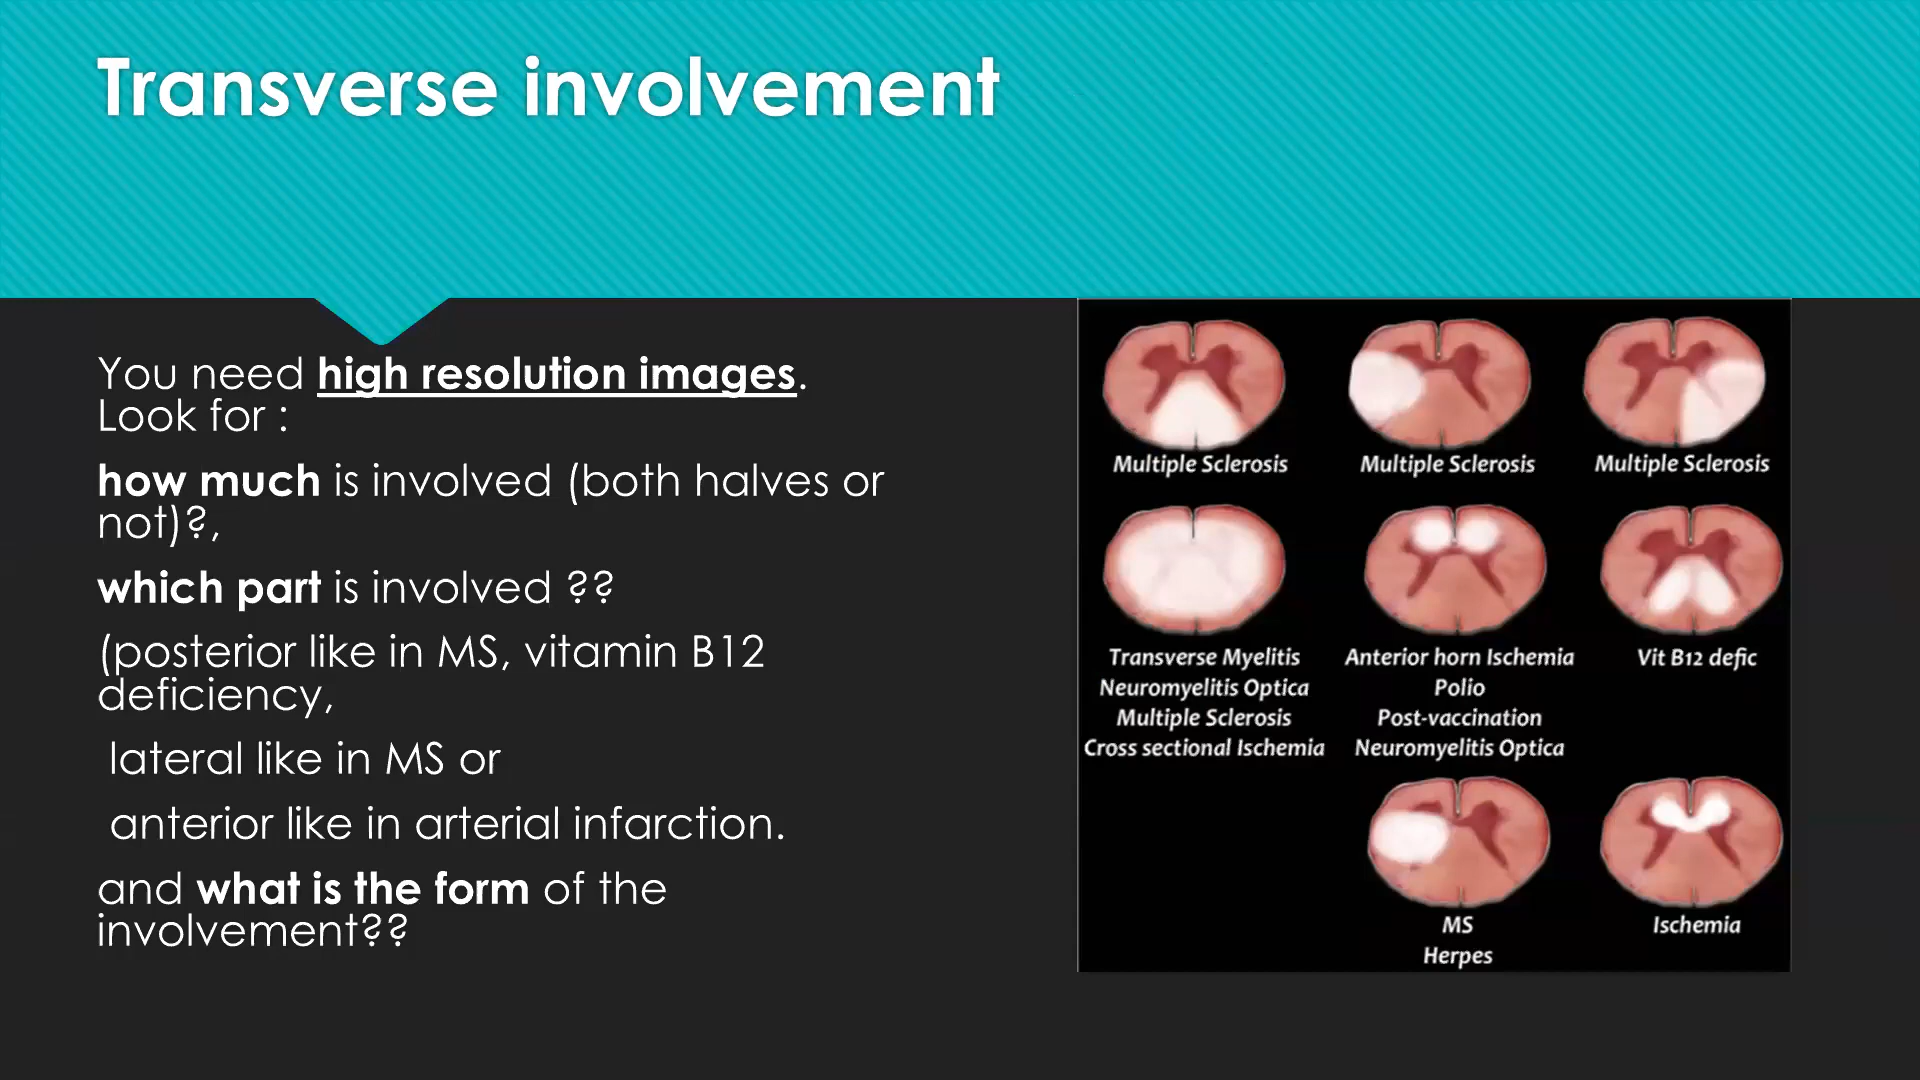 Transverse involvement
You need high resolution images.
Look for :
how much is involved (both halves or
not)?,
which part is involved ??
(posterior like in MS, vitamin B12
deficiency,
lateral like in MS or
anterior like in arterial infarction.
and what is the form of the
involvement??
Multiple Sclerosis
Multiple Sclerosis
Multiple Sclerosis
Transverse Myelitis
Neuromyelitis Optica
Multiple Sclerosis
Cross sectional Ischemia
Anterior horn Ischemia
Polio
Post-vaccination
Neuromyelitis Optica
Vit B12 defic
MS
Herpes
Ischemia